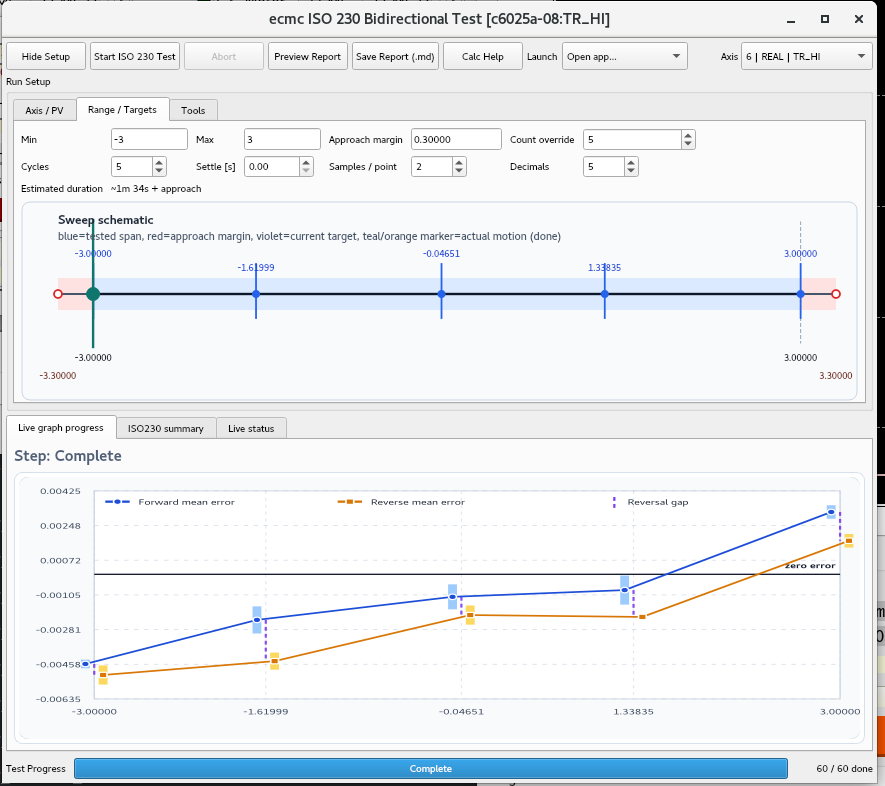 ecmc ISO 230 Bidirectional Test [c6025a-08:TR_HI]
Hide Setup Start ISO 230 Test Abort Preview Report Save Report (.md) Calc Help Launch Open app... Axis 6 | REAL | TR_HI
Run Setup
Axis / PV Range / Targets Tools
Min -3 Max 3 Approach margin 0.30000 Count override 5
Cycles 5 Settle [s] 0.00 Samples / point 2 Decimals 5
Estimated duration ~1m 34s + approach
Sweep schematic
blue=tested span, red=approach margin, violet=current target, teal/orange marker=actual motion (done)
-3.00000 -0.04651 3.00000
-1.61999 1.33835
-3.00000 3.00000
-3.30000 3.30000
Live graph progress ISO230 summary Live status
Step: Complete
0.00425
Forward mean error Reverse mean error Reversal gap
0.00248
0.00072
zero error
-0.00105
-0.00281
-0.00458
-0.00635
-3.00000 -1.61999 -0.04651 1.33835 3.00000
Test Progress Complete 60 / 60 done